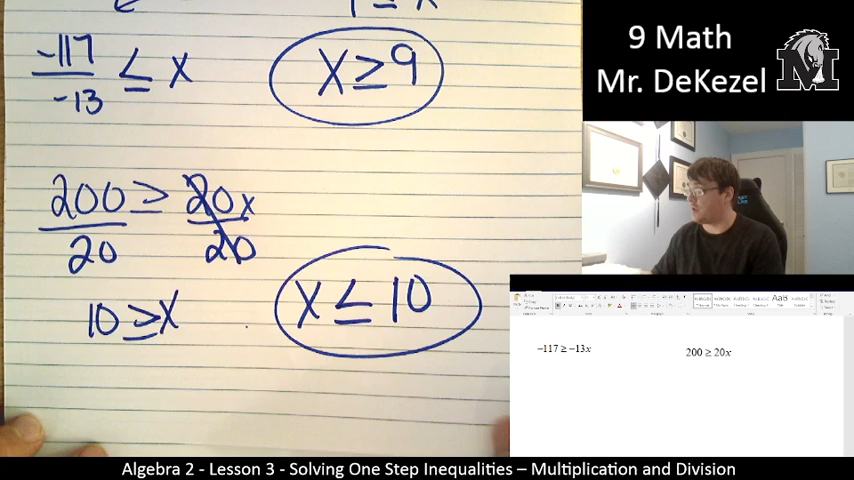 -117 ≤ x
-13
x ≥ 9
200 ≥ 20x
20 20
10 ≥ x
x ≤ 10
9 Math
Mr. DeKezel
M
−117 ≥ −13x
200 ≥ 20x
Algebra 2 - Lesson 3 - Solving One Step Inequalities – Multiplication and Division